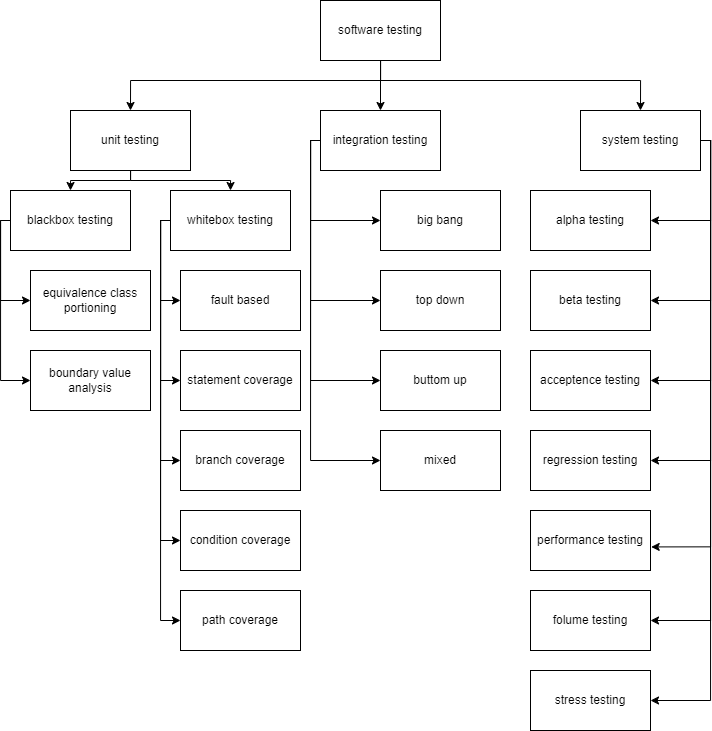 software testing
unit testing
integration testing
system testing
blackbox testing
whitebox testing
big bang
alpha testing
equivalence class
portioning
fault based
top down
beta testing
boundary value
analysis
statement coverage
buttom up
acceptence testing
branch coverage
mixed
regression testing
condition coverage
performance testing
path coverage
folume testing
stress testing